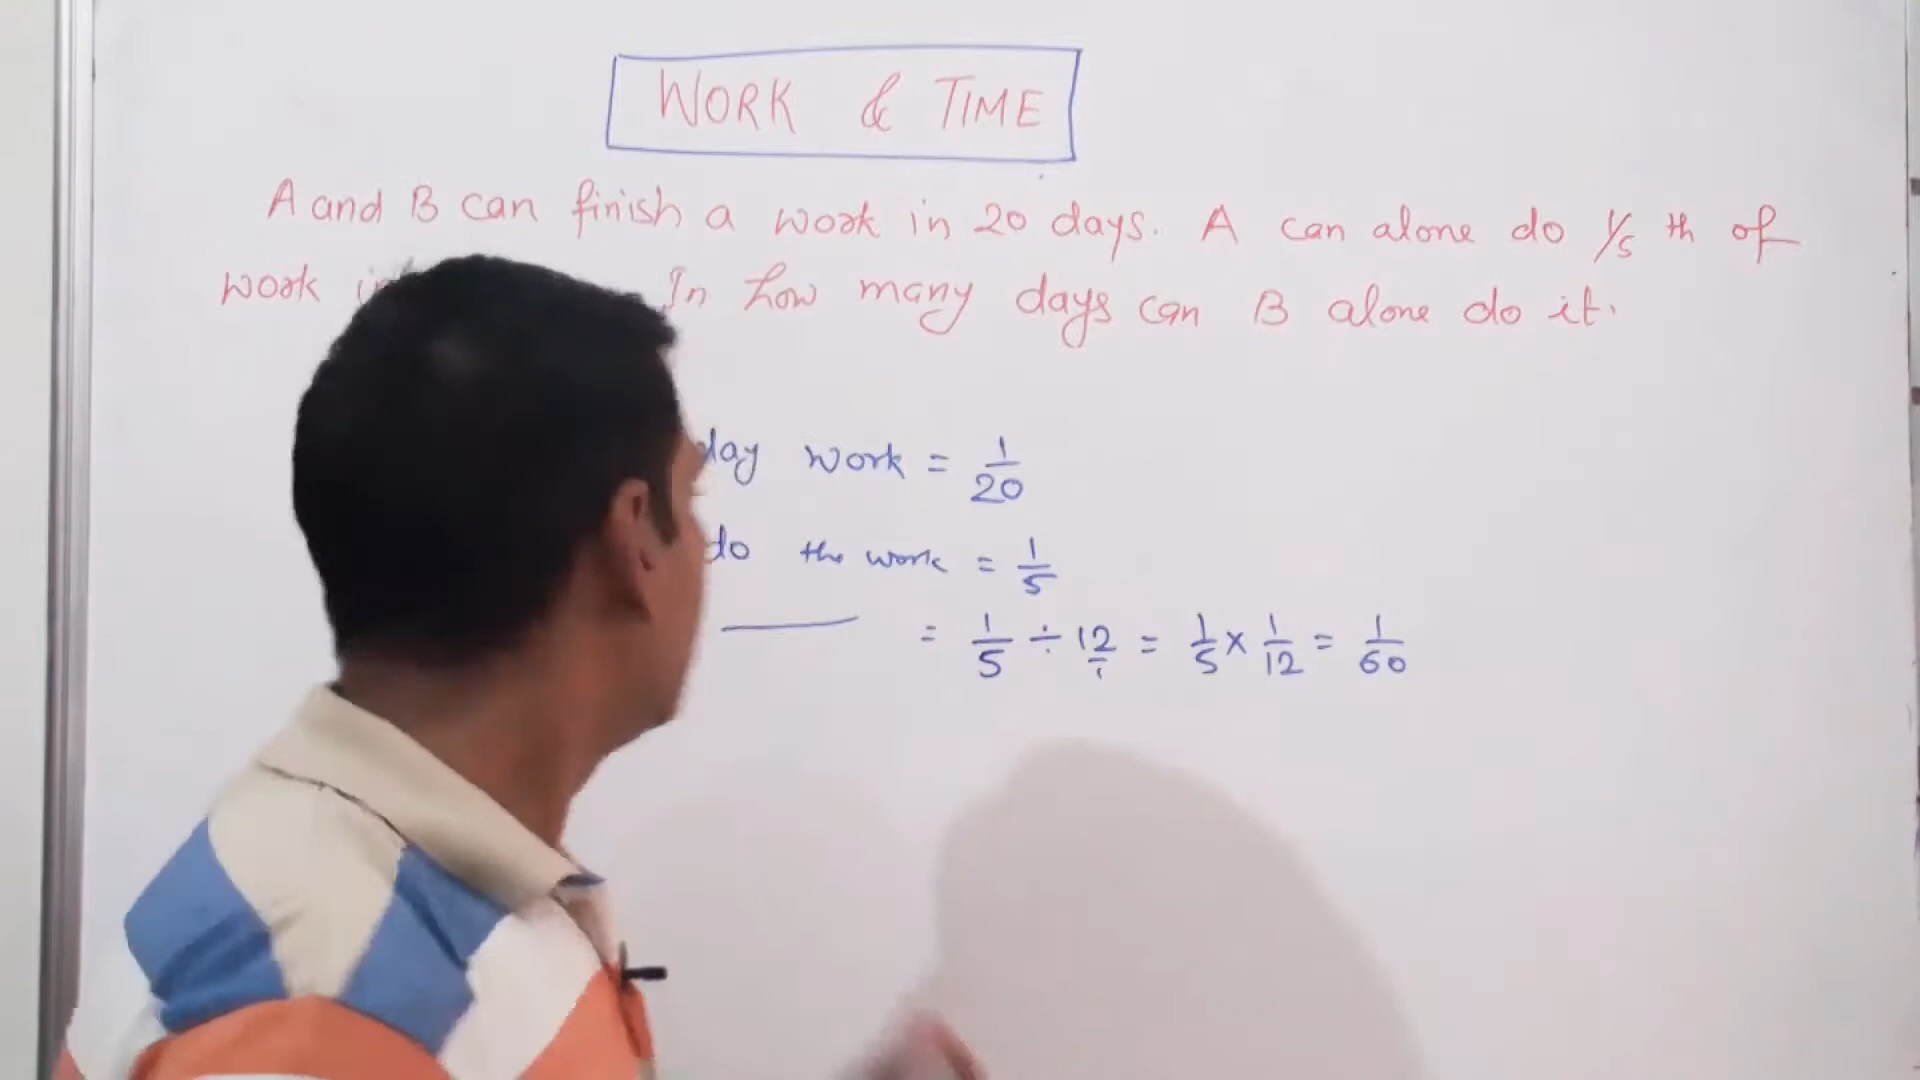 WORK & TIME
A and B can finish a work in 20 days. A can alone do 1/5 th of
work In how many days can B alone do it.
day work = 1/20
do the work = 1/5
= 1/5 ÷ 12/1 = 1/5 × 1/12 = 1/60